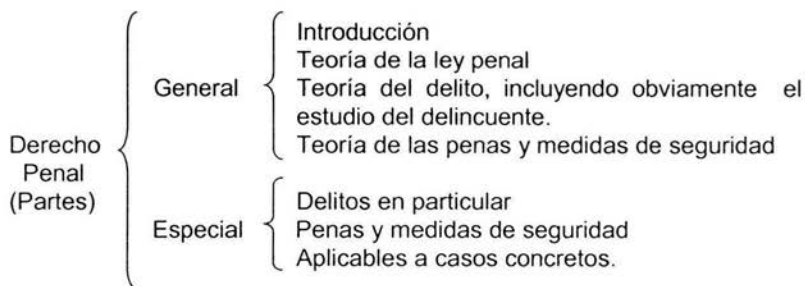 Derecho
Penal
(Partes)
General
Introducción
Teoría de la ley penal
Teoría del delito, incluyendo obviamente el
estudio del delincuente.
Teoría de las penas y medidas de seguridad
Especial
Delitos en particular
Penas y medidas de seguridad
Aplicables a casos concretos.